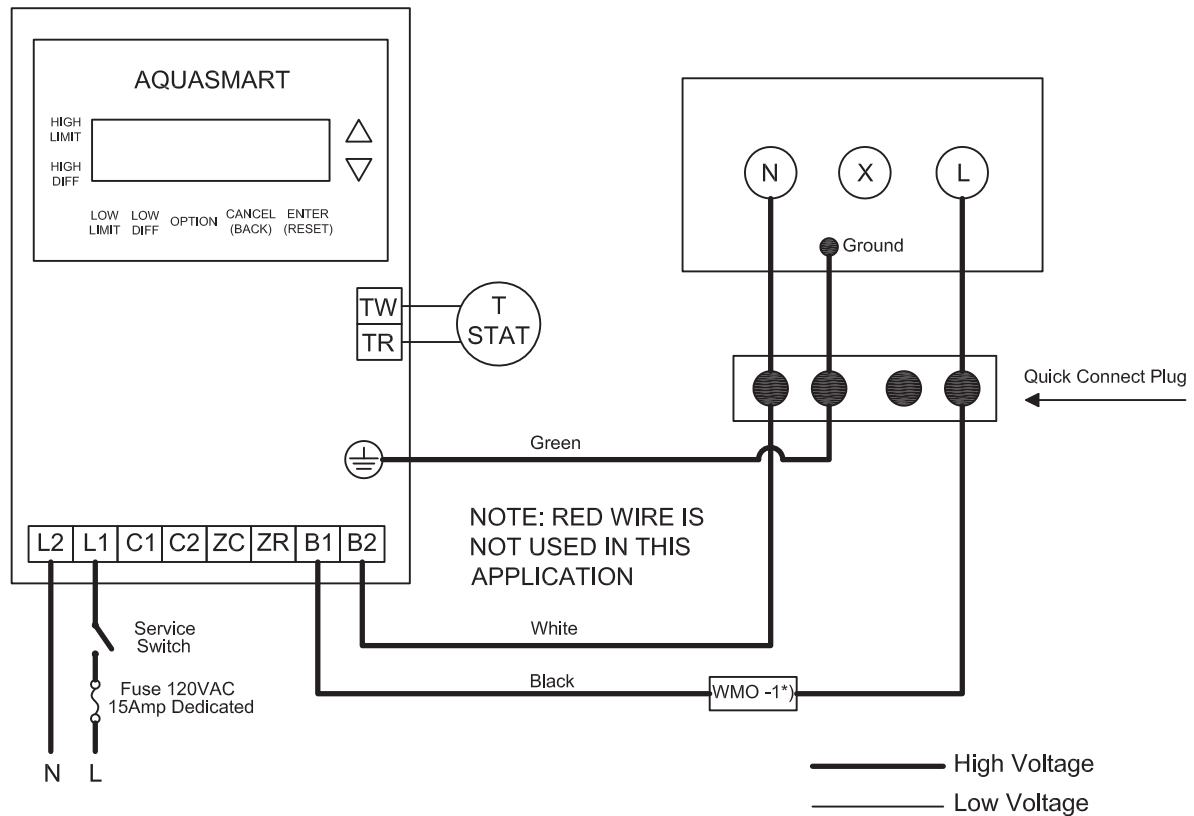 AQUASMART
HIGH
LIMIT
HIGH
DIFF
LOW
LIMIT
LOW
DIFF
OPTION
CANCEL
(BACK)
ENTER
(RESET)
TW
TR
T
STAT
N
X
L
Ground
Quick Connect Plug
Green
NOTE: RED WIRE IS
NOT USED IN THIS
APPLICATION
L2 L1 C1 C2 ZC ZR B1 B2
Service
Switch
White
Black
WMO -1*)
Fuse 120VAC
15Amp Dedicated
N L
High Voltage
Low Voltage